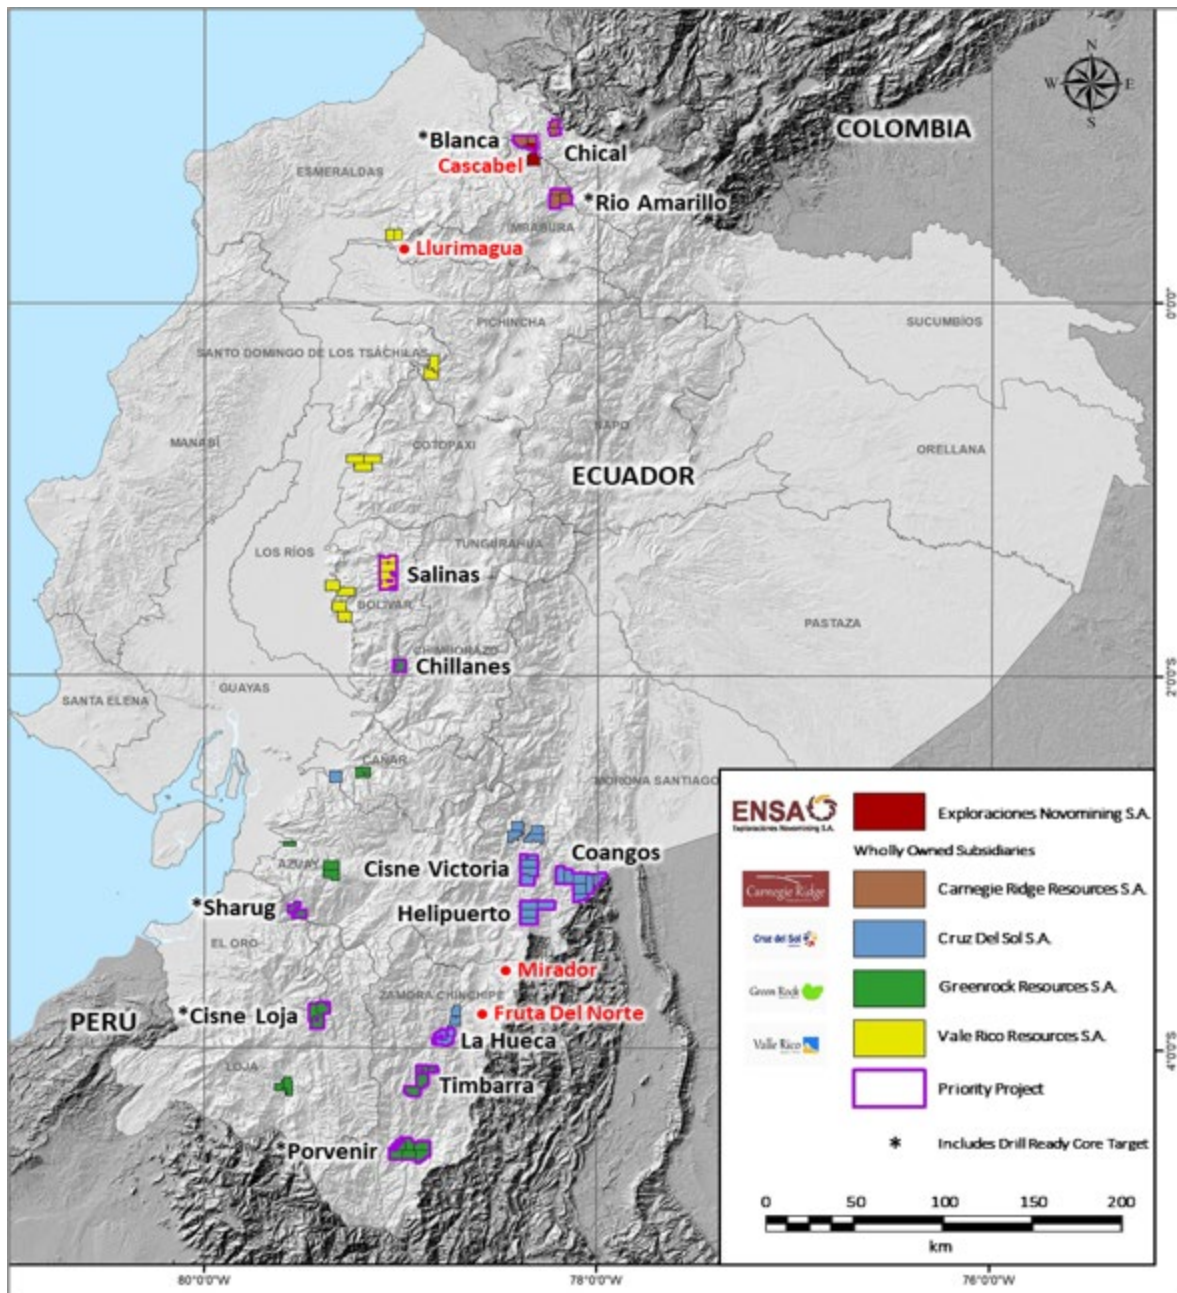 N
W E
S
COLOMBIA
*Blanca
Chical
Cascabel
ESMERALDAS
*Rio Amarillo
IMBABURA
Llurimagua
0°0'0"
PICHINCHA
SUCUMBÍOS
SANTO DOMINGO DE LOS TSÁCHILAS
MANABÍ
COTOPAXI
NAPO
ORELLANA
ECUADOR
LOS RÍOS
TUNGURAHUA
Salinas
BOLIVAR
PASTAZA
CHIMBORAZO
Chillanes
GUAYAS
SANTA ELENA
2°0'0"S
CAÑAR
MORONA SANTIAGO
AZUAY
Cisne Victoria
Coangos
*Sharug
Helipuerto
EL ORO
Mirador
ZAMORA CHINCHIPE
PERÚ
*Cisne Loja
Fruta Del Norte
La Hueca
4°0'0"S
LOJA
Timbarra
*Porvenir
ENSA
Exploraciones Novomining S.A.
Exploraciones Novomining S.A.
Wholly Owned Subsidiaries
Carnegie Ridge
Carnegie Ridge Resources S.A.
Cruz del Sol
Cruz Del Sol S.A.
Green Rock
Greenrock Resources S.A.
Valle Rico
Vale Rico Resources S.A.
Priority Project
* Includes Drill Ready Core Target
0 50 100 150 200
km
80°0'0"W 78°0'0"W 76°0'0"W